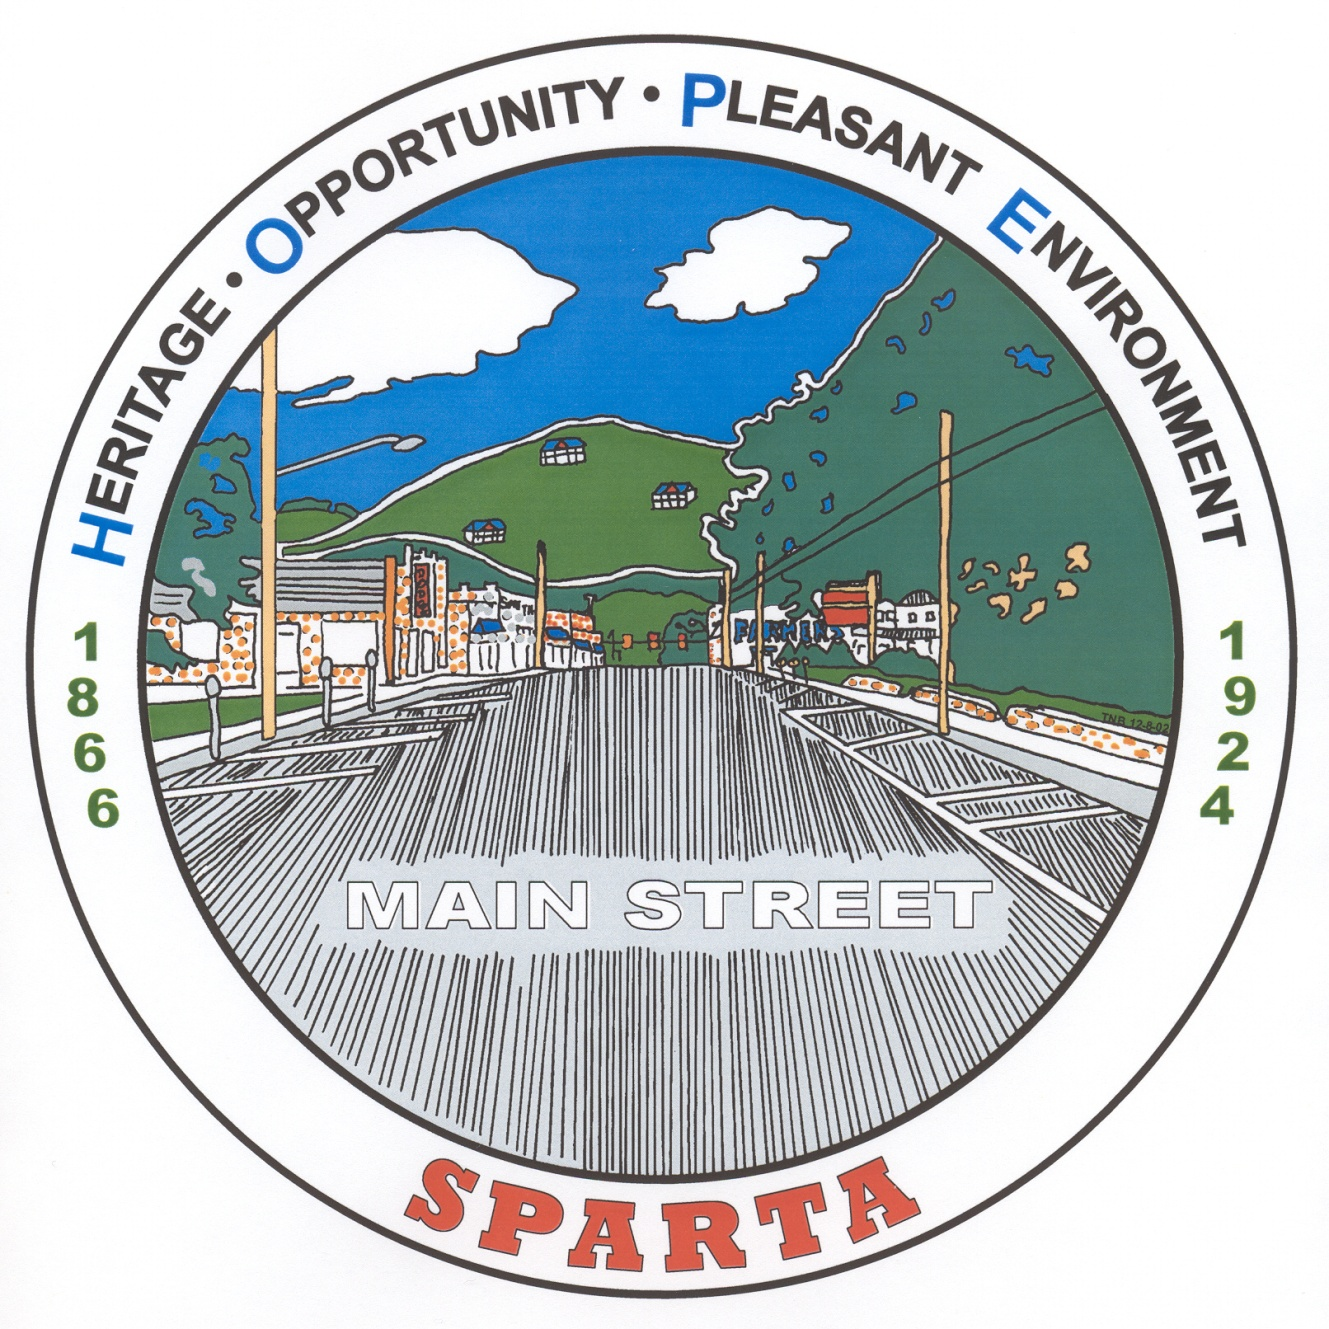 HERITAGE • OPPORTUNITY • PLEASANT ENVIRONMENT
1866
1924
FARMERS
TNB 12-8-02
MAIN STREET
SPARTA